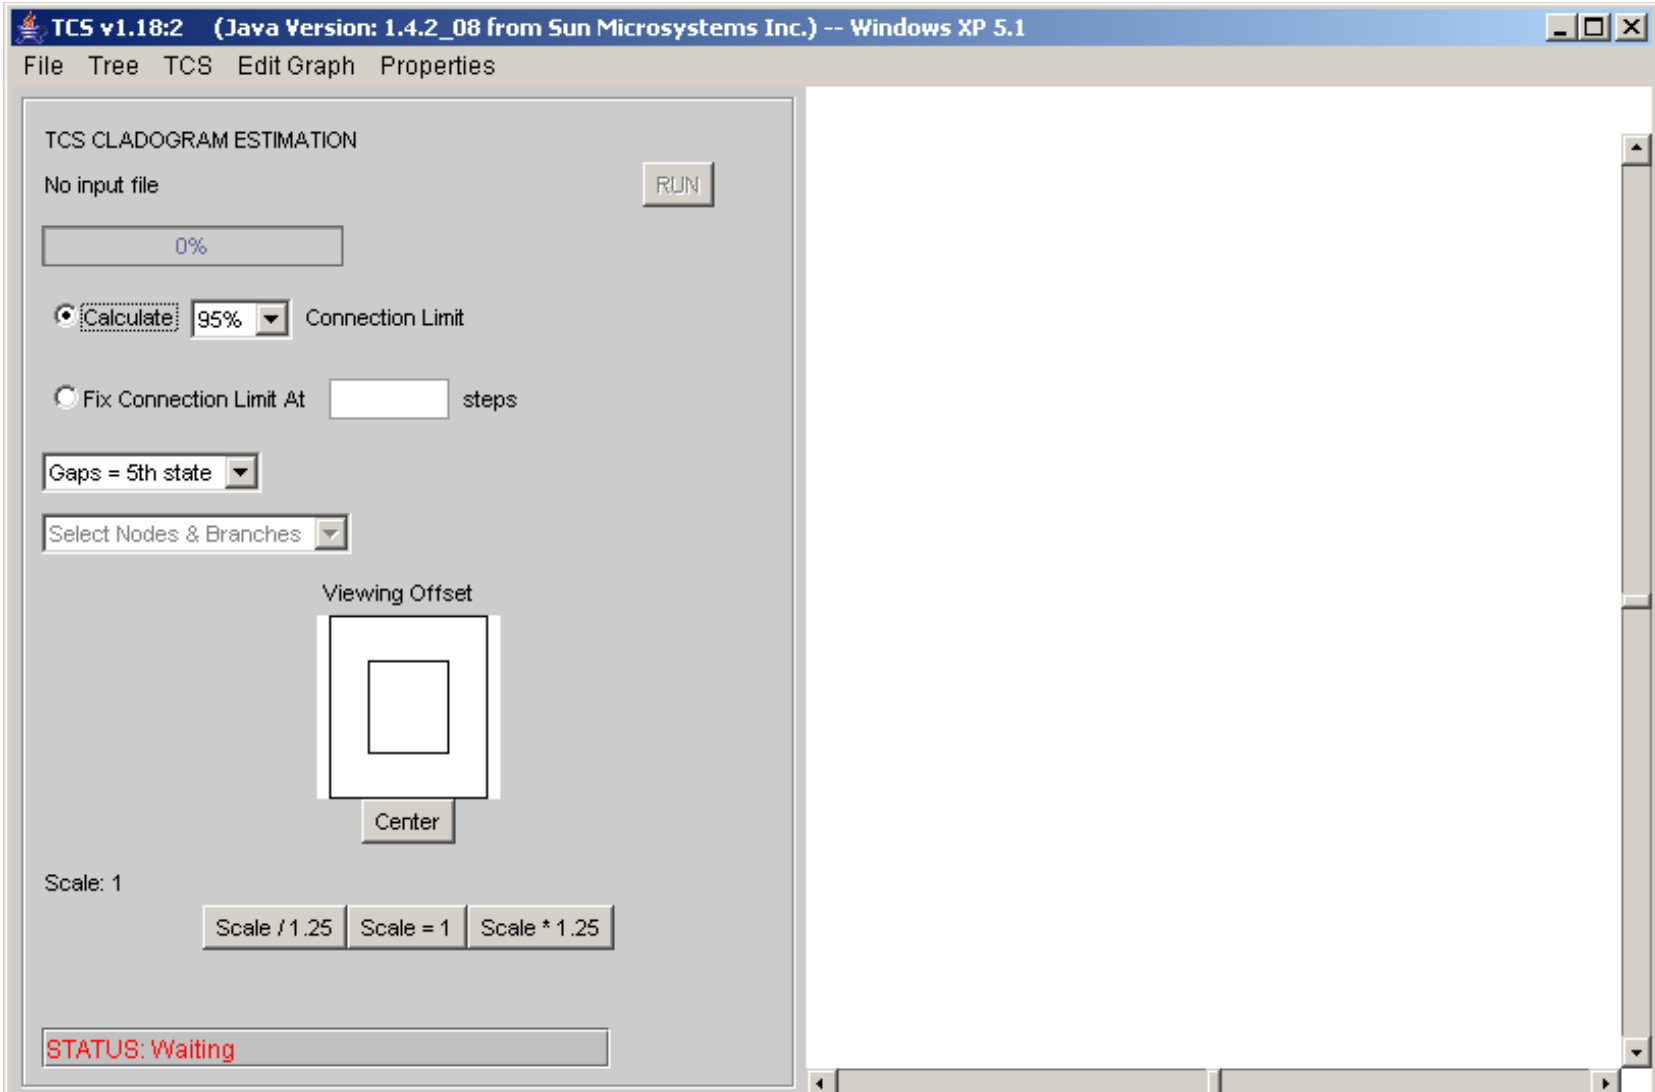 TCS v1.18:2 (Java Version: 1.4.2_08 from Sun Microsystems Inc.) -- Windows XP 5.1
File Tree TCS Edit Graph Properties
TCS CLADOGRAM ESTIMATION
No input file RUN
0%
Calculate 95% Connection Limit
Fix Connection Limit At steps
Gaps = 5th state
Select Nodes & Branches
Viewing Offset
Center
Scale: 1
Scale / 1.25 Scale = 1 Scale * 1.25
STATUS: Waiting